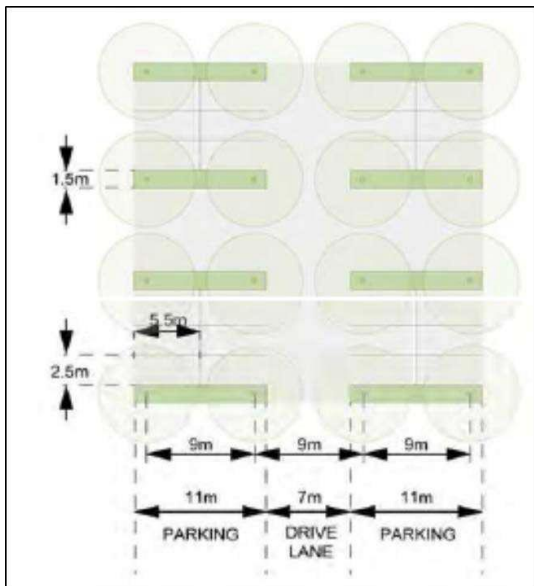 1.5m
5.5m
2.5m
9m 9m 9m
11m 7m 11m
PARKING DRIVE LANE PARKING